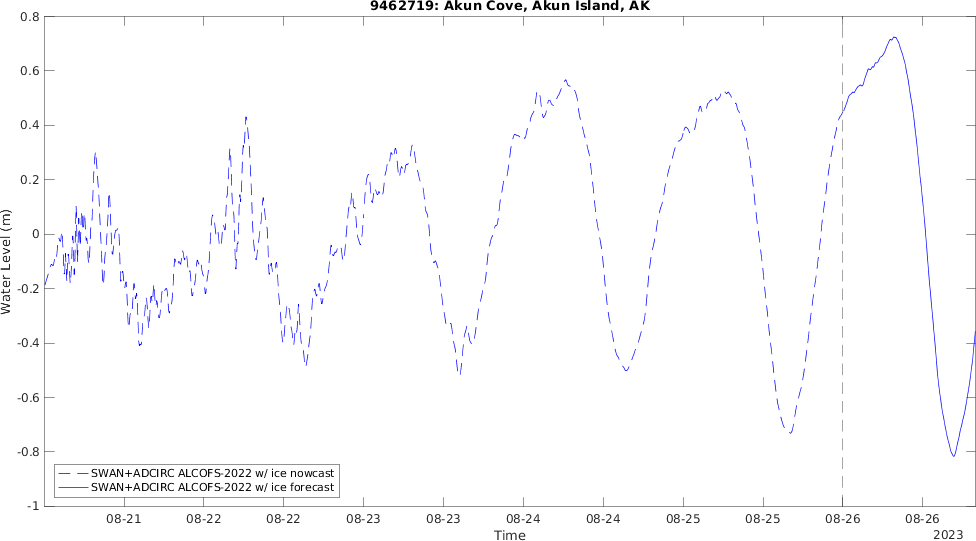 9462719: Akun Cove, Akun Island, AK
0.8
0.6
0.4
0.2
0
-0.2
-0.4
-0.6
-0.8
-1
Water Level (m)
SWAN+ADCIRC ALCOFS-2022 w/ ice nowcast
SWAN+ADCIRC ALCOFS-2022 w/ ice forecast
08-21 08-22 08-22 08-23 08-23 08-24 08-24 08-25 08-25 08-26 08-26
Time
2023